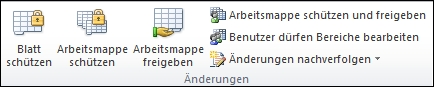 Blatt
schützen
Arbeitsmappe
schützen
Arbeitsmappe
freigeben
Arbeitsmappe schützen und freigeben
Benutzer dürfen Bereiche bearbeiten
Änderungen nachverfolgen
Änderungen